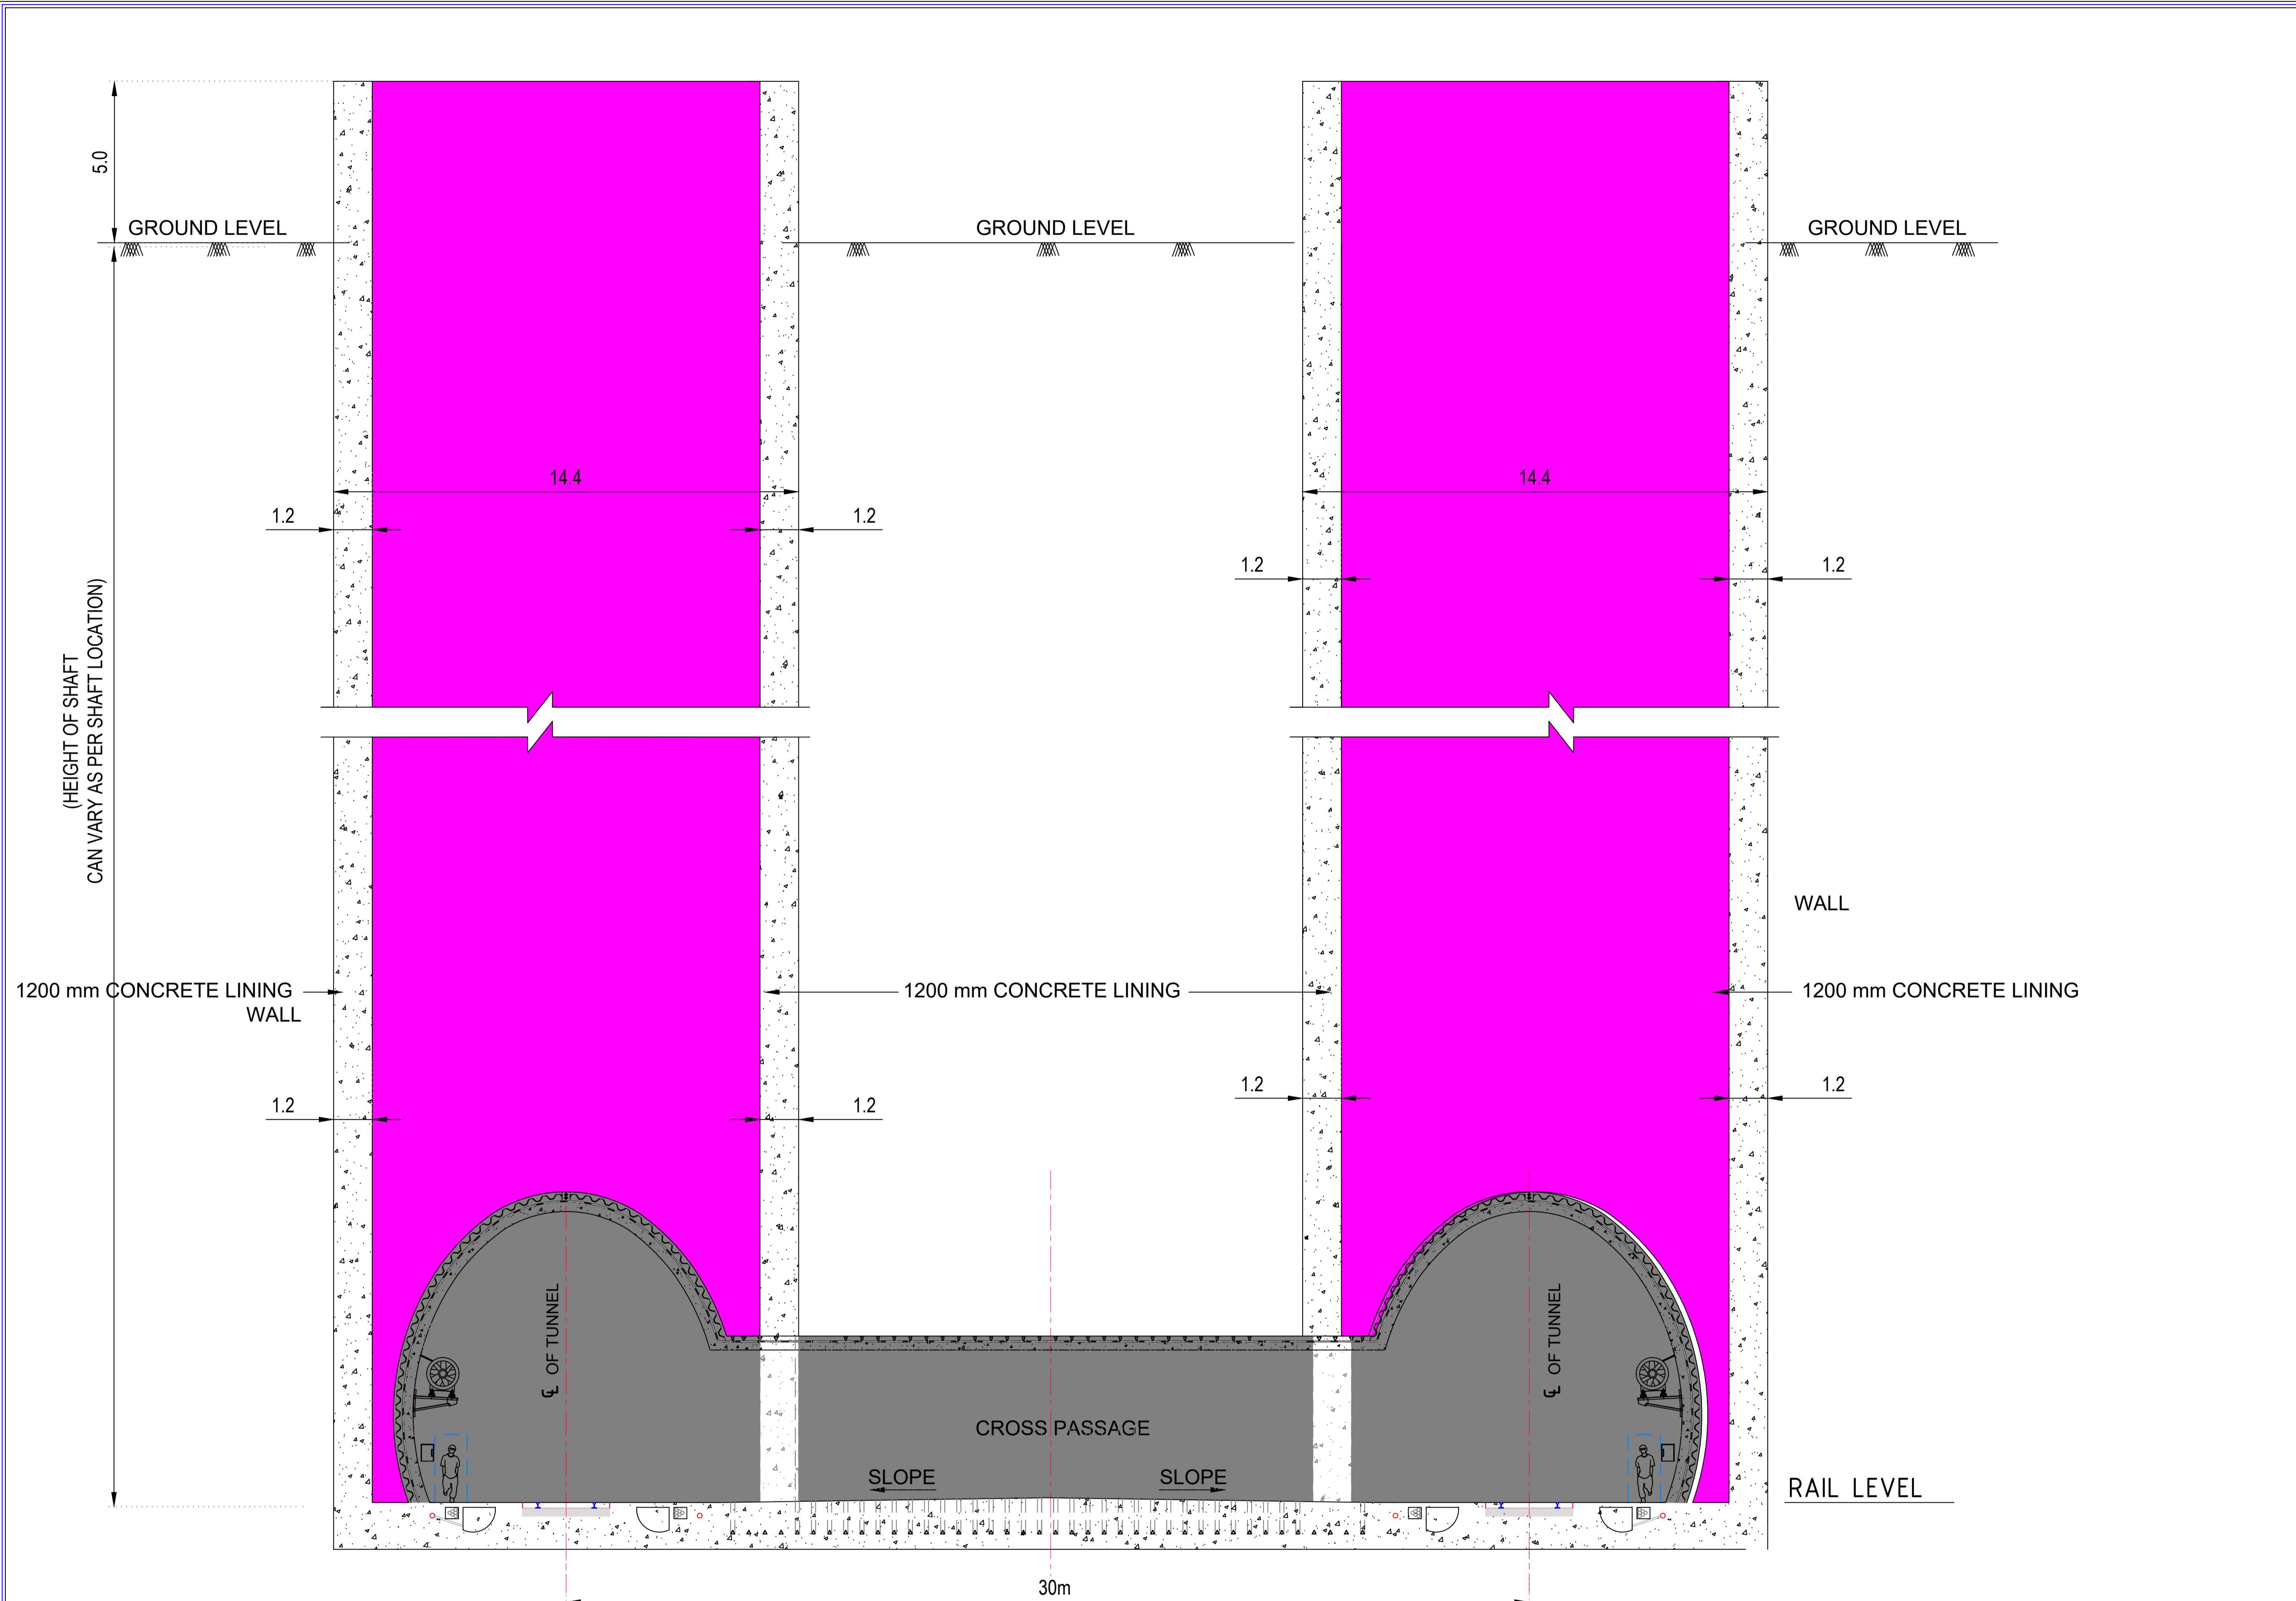 5.0
GROUND LEVEL
GROUND LEVEL
GROUND LEVEL
14.4
14.4
1.2
1.2
1.2
1.2
(HEIGHT OF SHAFT
CAN VARY AS PER SHAFT LOCATION)
WALL
1200 mm CONCRETE LINING
WALL
1200 mm CONCRETE LINING
1200 mm CONCRETE LINING
1.2
1.2
1.2
1.2
℄ OF TUNNEL
℄ OF TUNNEL
CROSS PASSAGE
SLOPE
SLOPE
RAIL LEVEL
30m